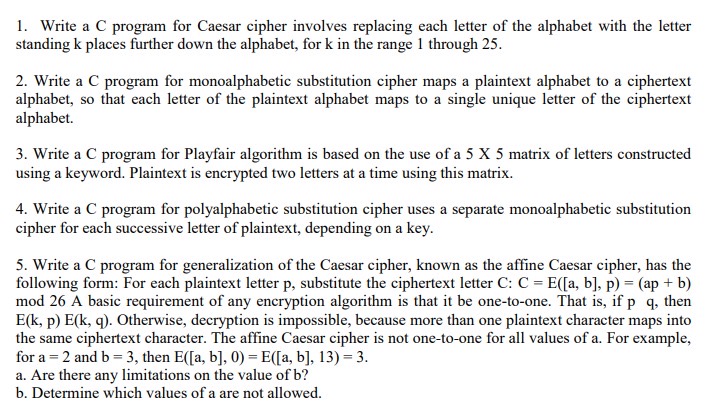 1. Write a C program for Caesar cipher involves replacing each letter of the alphabet with the letter
standing k places further down the alphabet, for k in the range 1 through 25.
2. Write a C program for monoalphabetic substitution cipher maps a plaintext alphabet to a ciphertext
alphabet, so that each letter of the plaintext alphabet maps to a single unique letter of the ciphertext
alphabet.
3. Write a C program for Playfair algorithm is based on the use of a 5 X 5 matrix of letters constructed
using a keyword. Plaintext is encrypted two letters at a time using this matrix.
4. Write a C program for polyalphabetic substitution cipher uses a separate monoalphabetic substitution
cipher for each successive letter of plaintext, depending on a key.
5. Write a C program for generalization of the Caesar cipher, known as the affine Caesar cipher, has the
following form: For each plaintext letter p, substitute the ciphertext letter C: C = E([a, b], p) = (ap + b)
mod 26 A basic requirement of any encryption algorithm is that it be one-to-one. That is, if p q, then
E(k, p) E(k, q). Otherwise, decryption is impossible, because more than one plaintext character maps into
the same ciphertext character. The affine Caesar cipher is not one-to-one for all values of a. For example,
for a = 2 and b = 3, then E([a, b], 0) = E([a, b], 13) = 3.
a. Are there any limitations on the value of b?
b. Determine which values of a are not allowed.